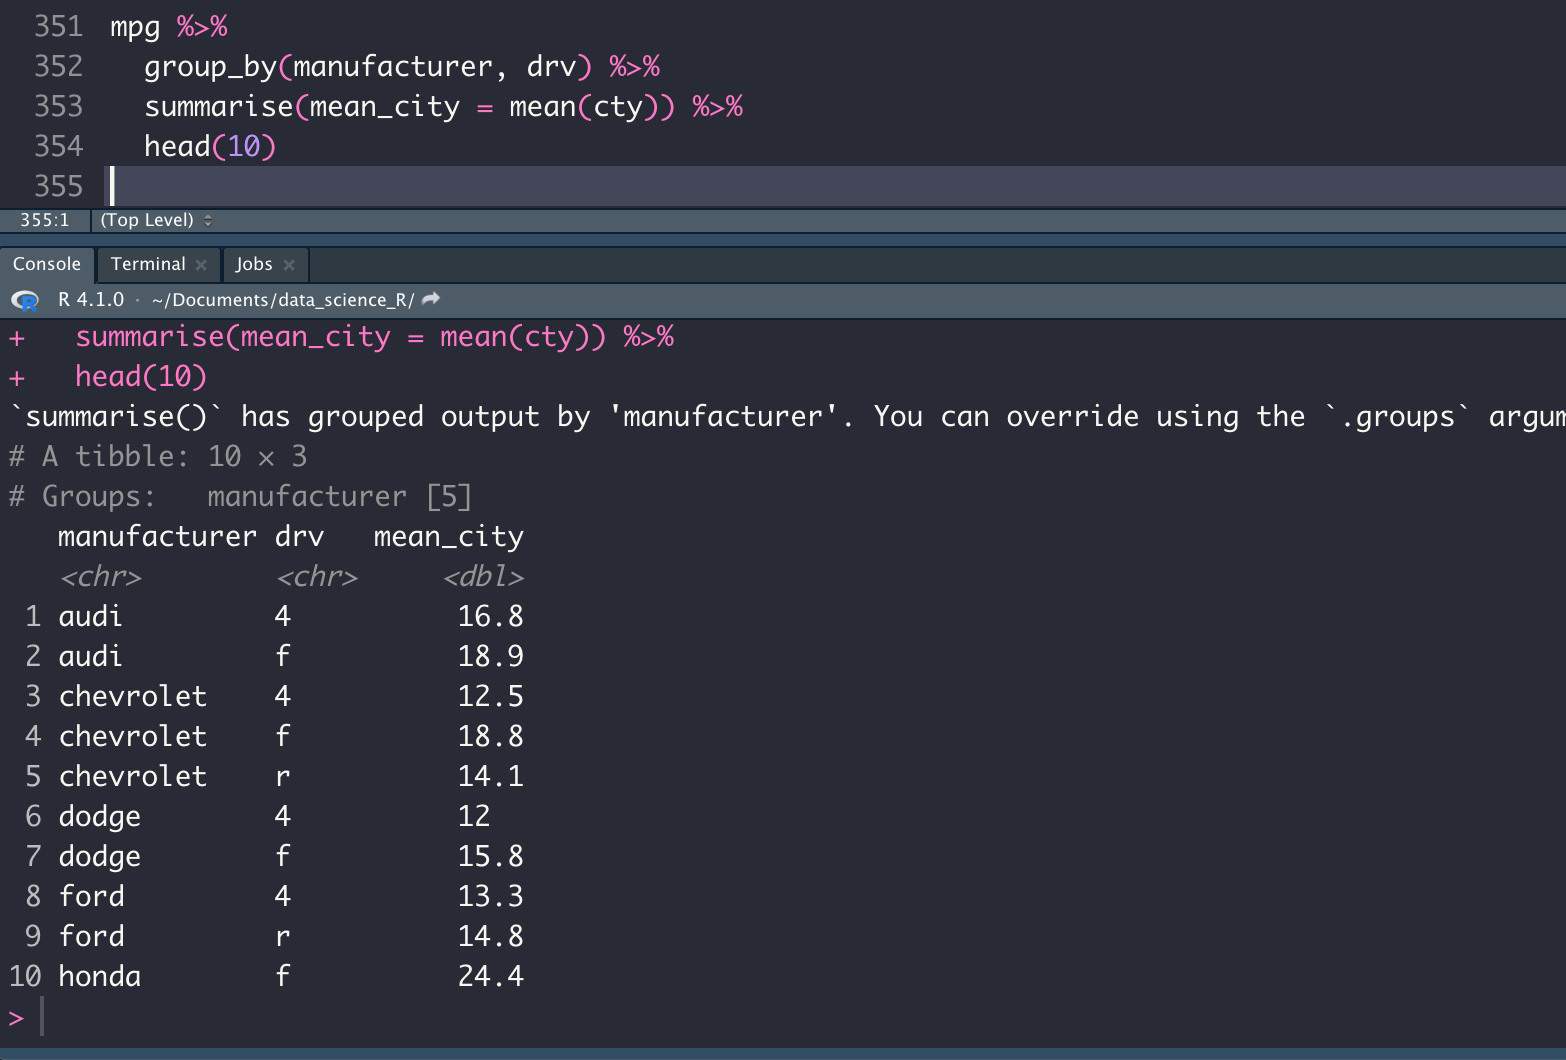 351 mpg %>%
352   group_by(manufacturer, drv) %>%
353   summarise(mean_city = mean(cty)) %>%
354   head(10)
355
355:1 (Top Level)
Console Terminal × Jobs ×
R 4.1.0 · ~/Documents/data_science_R/
+   summarise(mean_city = mean(cty)) %>%
+   head(10)
`summarise()` has grouped output by 'manufacturer'. You can override using the `.groups`
# A tibble: 10 × 3
# Groups:   manufacturer [5]
   manufacturer drv   mean_city
   <chr>        <chr>     <dbl>
 1 audi         4          16.8
 2 audi         f          18.9
 3 chevrolet    4          12.5
 4 chevrolet    f          18.8
 5 chevrolet    r          14.1
 6 dodge        4          12
 7 dodge        f          15.8
 8 ford         4          13.3
 9 ford         r          14.8
10 honda        f          24.4
>